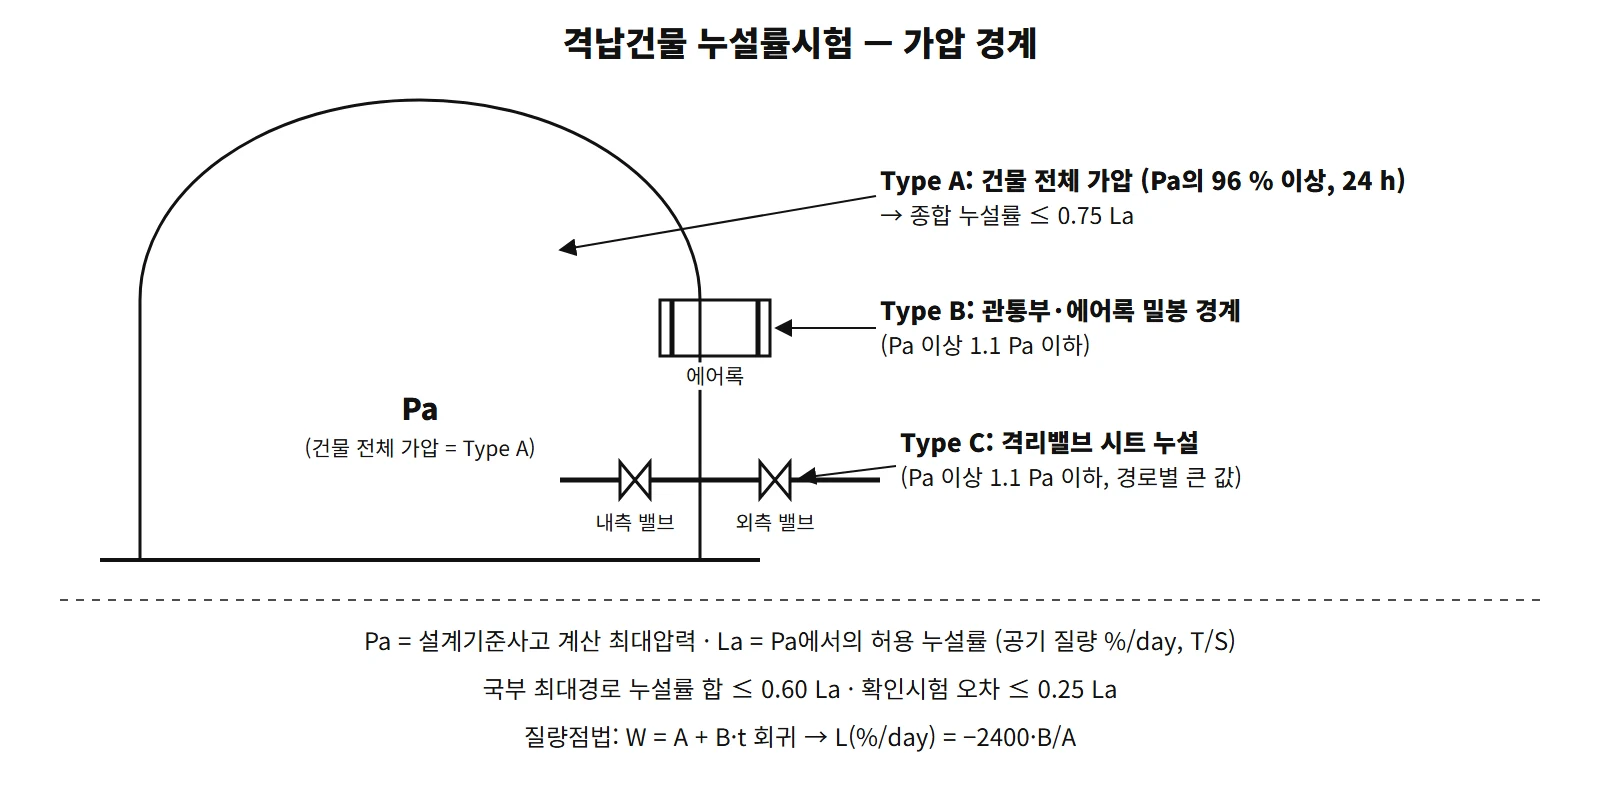 격납건물 누설률시험 — 가압 경계
Type A: 건물 전체 가압 (Pa의 96 % 이상, 24 h)
→ 종합 누설률 ≤ 0.75 La
Type B: 관통부·에어록 밀봉 경계
(Pa 이상 1.1 Pa 이하)
에어록
Pa
(건물 전체 가압 = Type A)
Type C: 격리밸브 시트 누설
(Pa 이상 1.1 Pa 이하, 경로별 큰 값)
내측 밸브
외측 밸브
Pa = 설계기준사고 계산 최대압력 · La = Pa에서의 허용 누설률 (공기 질량 %/day, T/S)
국부 최대경로 누설률 합 ≤ 0.60 La · 확인시험 오차 ≤ 0.25 La
질량점법: W = A + B·t 회귀 → L(%/day) = −2400·B/A